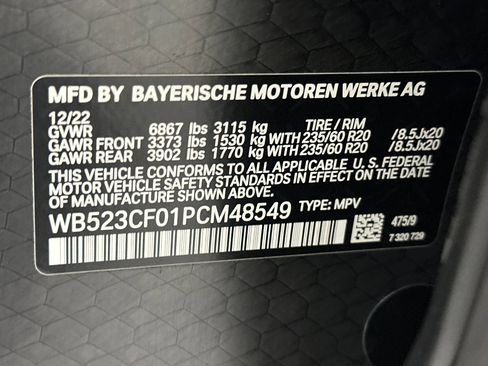 MFD BY BAYERISCHE MOTOREN WERKE AG
12/22
GVWR 6867 lbs 3115 kg TIRE / RIM
GAWR FRONT 3373 lbs 1530 kg WITH 235/60 R20 /8.5Jx20
GAWR REAR 3902 lbs 1770 kg WITH 235/60 R20 /8.5Jx20
THIS VEHICLE CONFORMS TO ALL APPLICABLE U.S. FEDERAL
MOTOR VEHICLE SAFETY STANDARDS IN EFFECT ON THE DATE
OF MANUFACTURE SHOWN ABOVE.
WB523CF01PCM48549 TYPE: MPV
475/9
7 320 729